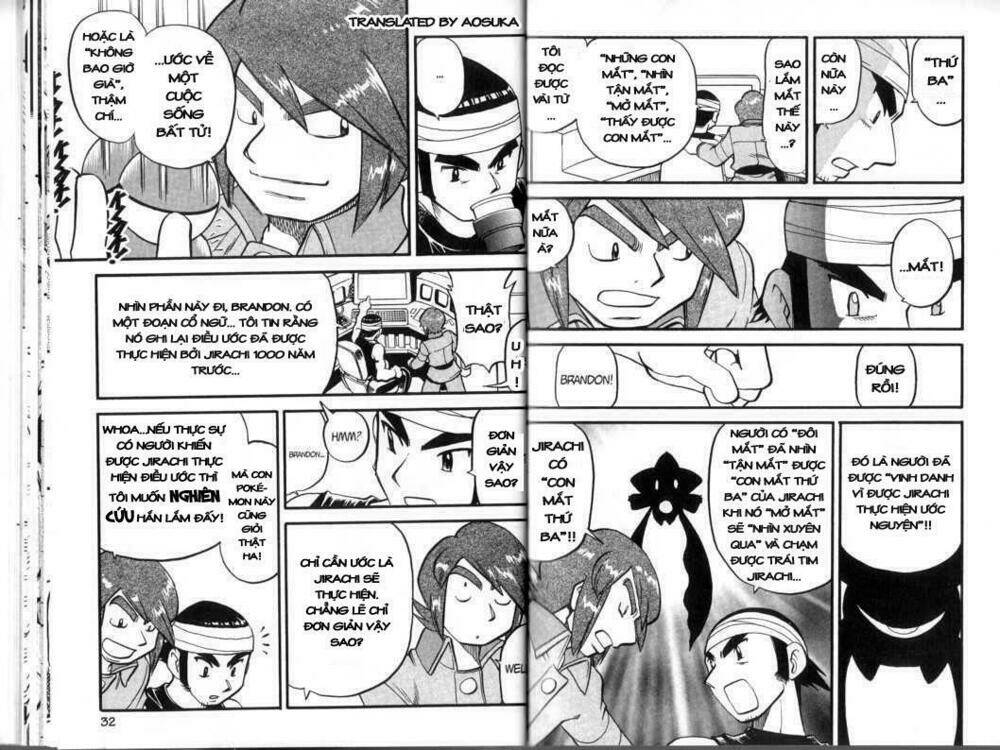 "THỨ
BA"
...
CÒN
NỮA
NÀY
...
SAO
LẮM
MẮT
THẾ
NÀY
...?
"NHỮNG CON
MẮT", "NHÌN
TẬN MẮT",
"MỞ MẮT",
"THẤY ĐƯỢC
CON MẮT"...
TÔI
ĐỌC
ĐƯỢC
VÀI TỪ
...
...MẮT!
MẮT
NỮA
À?
ĐÚNG
RỒI!
BRANDON!
ĐÓ LÀ NGƯỜI ĐÃ
ĐƯỢC "VINH DANH
VÌ ĐƯỢC JIRACHI
THỰC HIỆN ƯỚC
NGUYỆN"!!
NGƯỜI CÓ "ĐÔI
MẮT" ĐÃ NHÌN
"TẬN MẮT" ĐƯỢC
"CON MẮT THỨ
BA" CỦA JIRACHI
KHI NÓ "MỞ MẮT"
SẼ "NHÌN XUYÊN
QUA" VÀ CHẠM
ĐƯỢC TRÁI TIM
JIRACHI...
JIRACHI
CÓ
"CON
MẮT
THỨ
BA"!!
TRANSLATED BY AOSUKA
...
...ƯỚC VỀ
MỘT
CUỘC
SỐNG
BẤT TỬ!
HOẶC LÀ
"KHÔNG
BAO GIỜ
GIÀ",
THẬM
CHÍ...
UH!
THẬT
SAO?
NHÌN PHẦN NÀY ĐI, BRANDON. CÓ
MỘT ĐOẠN CỔ NGỮ... TÔI TIN RẰNG
NÓ GHI LẠI ĐIỀU ƯỚC ĐÃ ĐƯỢC
THỰC HIỆN BỞI JIRACHI 1000 NĂM
TRƯỚC...
ĐƠN
GIẢN
VẬY
SAO?
HMM?
BRANDON...
WELL
CHỈ CẦN ƯỚC LÀ
JIRACHI SẼ
THỰC HIỆN.
CHẲNG LẼ CHỈ
ĐƠN GIẢN VẬY
SAO?
MÀ CON
POKÉ-
MON NÀY
CŨNG
GIỎI
THẬT
HA!
WHOA...NẾU THỰC SỰ
CÓ NGƯỜI KHIẾN
ĐƯỢC JIRACHI THỰC
HIỆN ĐIỀU ƯỚC THÌ
TÔI MUỐN NGHIÊN
CỨU HẮN LẮM ĐẤY!
32